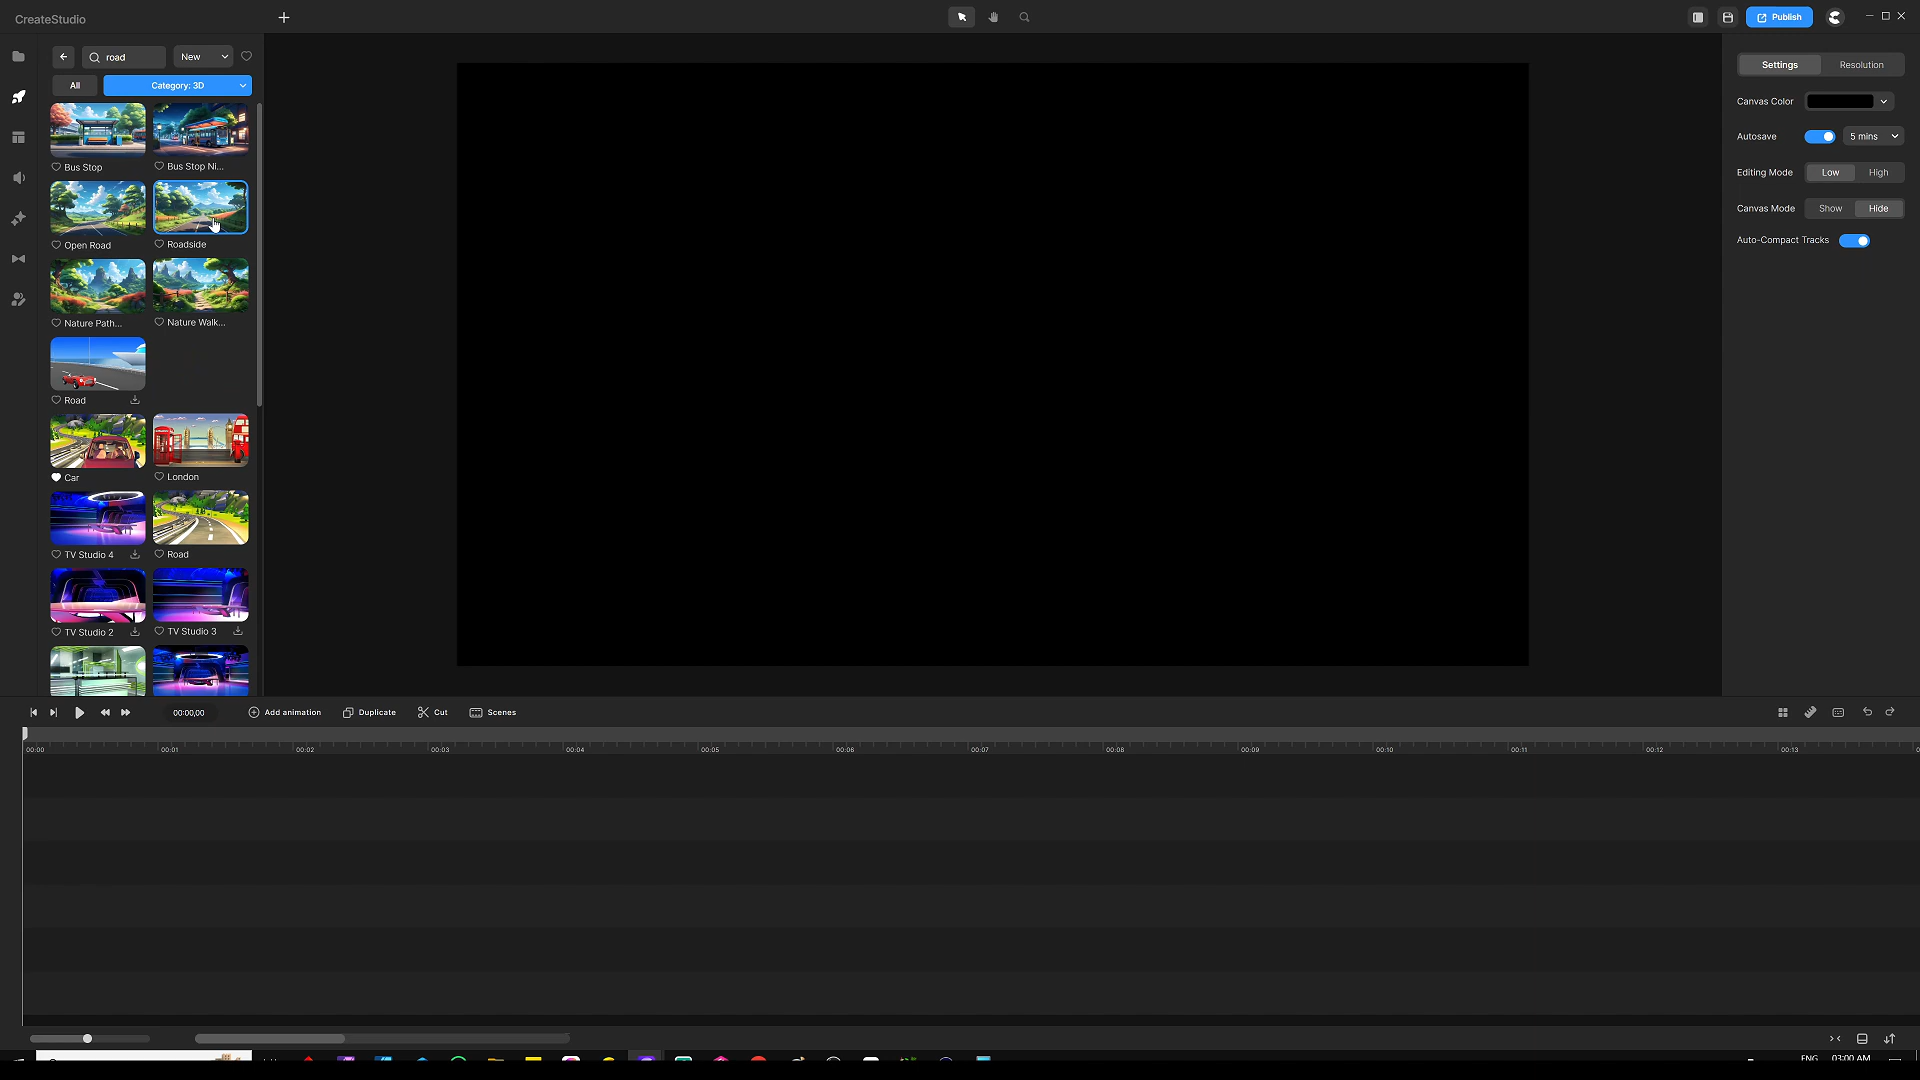 CreateStudio
Publish
road
New
All
Category: 3D
Bus Stop
Bus Stop Ni...
Open Road
Roadside
Nature Path...
Nature Walk...
Road
Car
London
TV Studio 4
Road
TV Studio 2
TV Studio 3
Settings
Resolution
Canvas Color
Autosave
5 mins
Editing Mode
Low
High
Canvas Mode
Show
Hide
Auto-Compact Tracks
00:00,00
Add animation
Duplicate
Cut
Scenes
00:00
00:01
00:02
00:03
00:04
00:05
00:06
00:07
00:08
00:09
00:10
00:11
00:12
00:13
ENG
03:00 AM